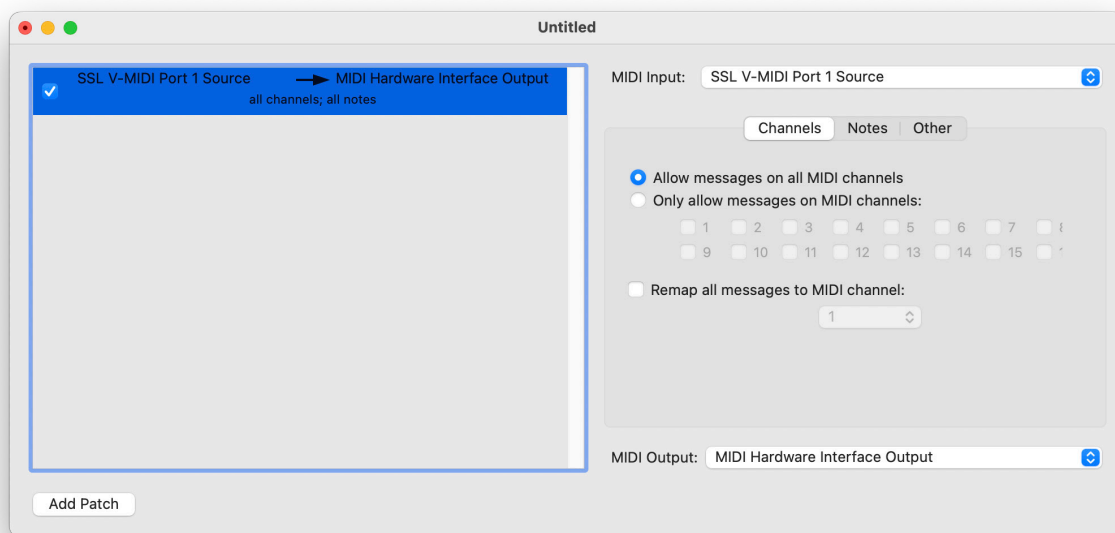 Untitled
SSL V-MIDI Port 1 Source MIDI Hardware Interface Output
all channels; all notes
MIDI Input: SSL V-MIDI Port 1 Source
Channels Notes Other
Allow messages on all MIDI channels
Only allow messages on MIDI channels:
1 2 3 4 5 6 7
9 10 11 12 13 14 15
Remap all messages to MIDI channel:
1
MIDI Output: MIDI Hardware Interface Output
Add Patch